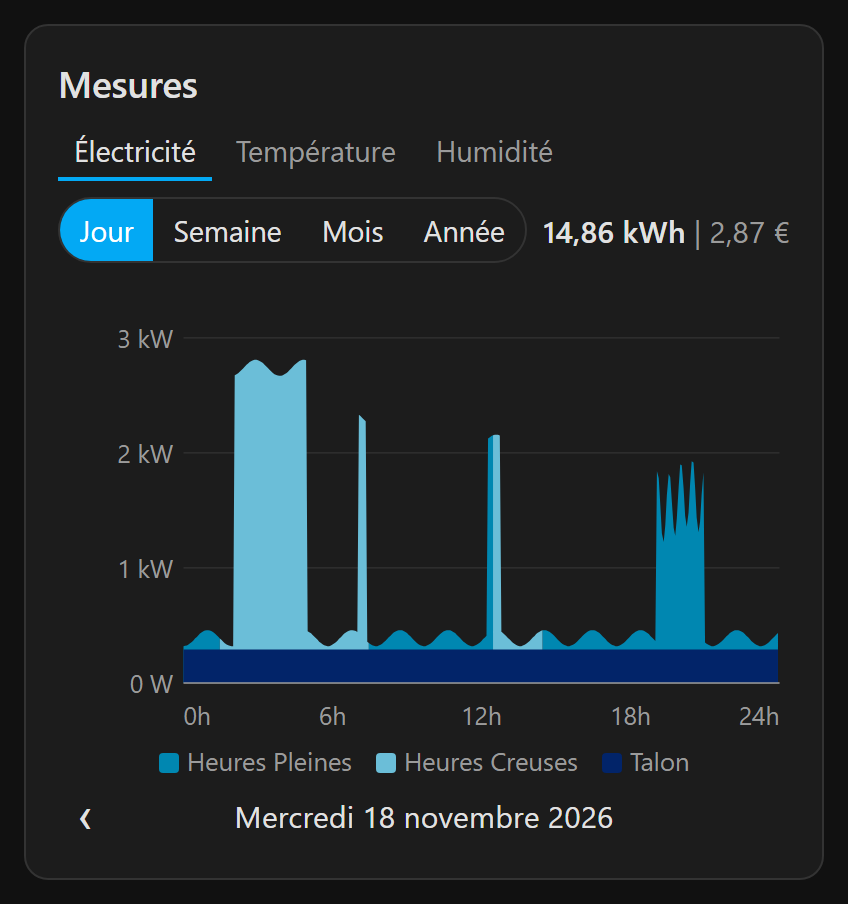 Mesures
Électricité Température Humidité
Jour Semaine Mois Année 14,86 kWh | 2,87 €
3 kW
2 kW
1 kW
0 W
0h 6h 12h 18h 24h
Heures Pleines Heures Creuses Talon
‹ Mercredi 18 novembre 2026